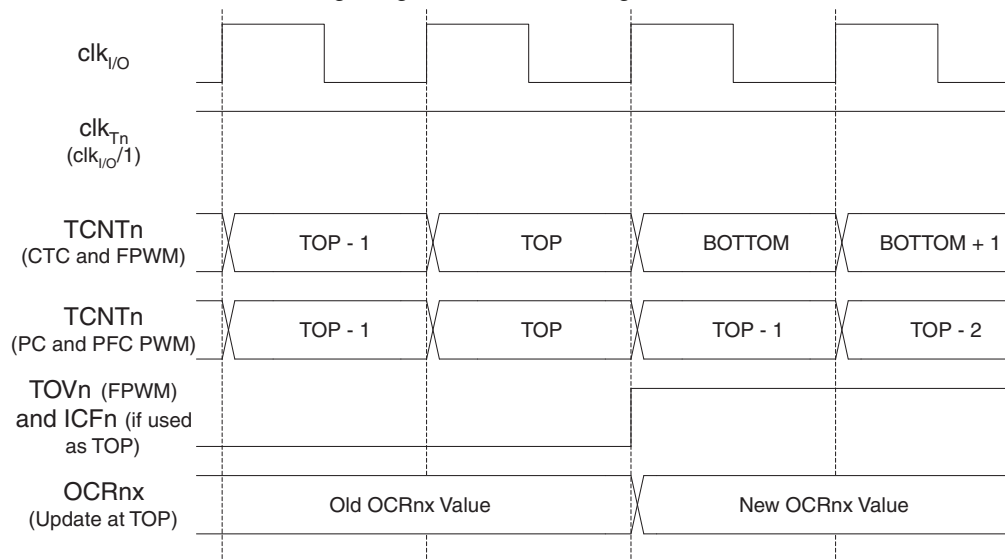 clkI/O
clkTn
(clkI/O/1)
TCNTn
(CTC and FPWM)
TOP - 1
TOP
BOTTOM
BOTTOM + 1
TCNTn
(PC and PFC PWM)
TOP - 1
TOP
TOP - 1
TOP - 2
TOVn (FPWM)
and ICFn (if used
as TOP)
OCRnx
(Update at TOP)
Old OCRnx Value
New OCRnx Value